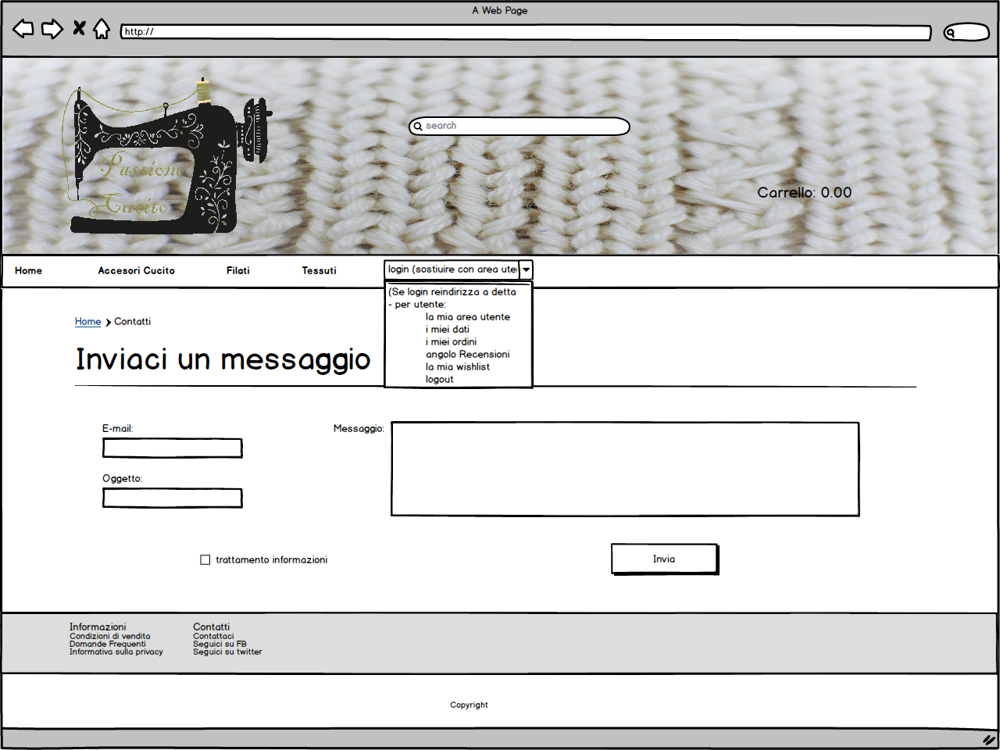 A Web Page
http://
search
Passione
Cucito
Carrello: 0.00
Home
Accesori Cucito
Filati
Tessuti
login (sostiuire con area ute
(Se login reindirizza a detta
- per utente:
la mia area utente
i miei dati
i miei ordini
angolo Recensioni
la mia wishlist
logout
Home
Contatti
Inviaci un messaggio
E-mail:
Messaggio:
Oggetto:
trattamento informazioni
Invia
Informazioni
Condizioni di vendita
Domande Frequenti
Informativa sulla privacy
Contatti
Contattaci
Seguici su FB
Seguici su twitter
Copyright